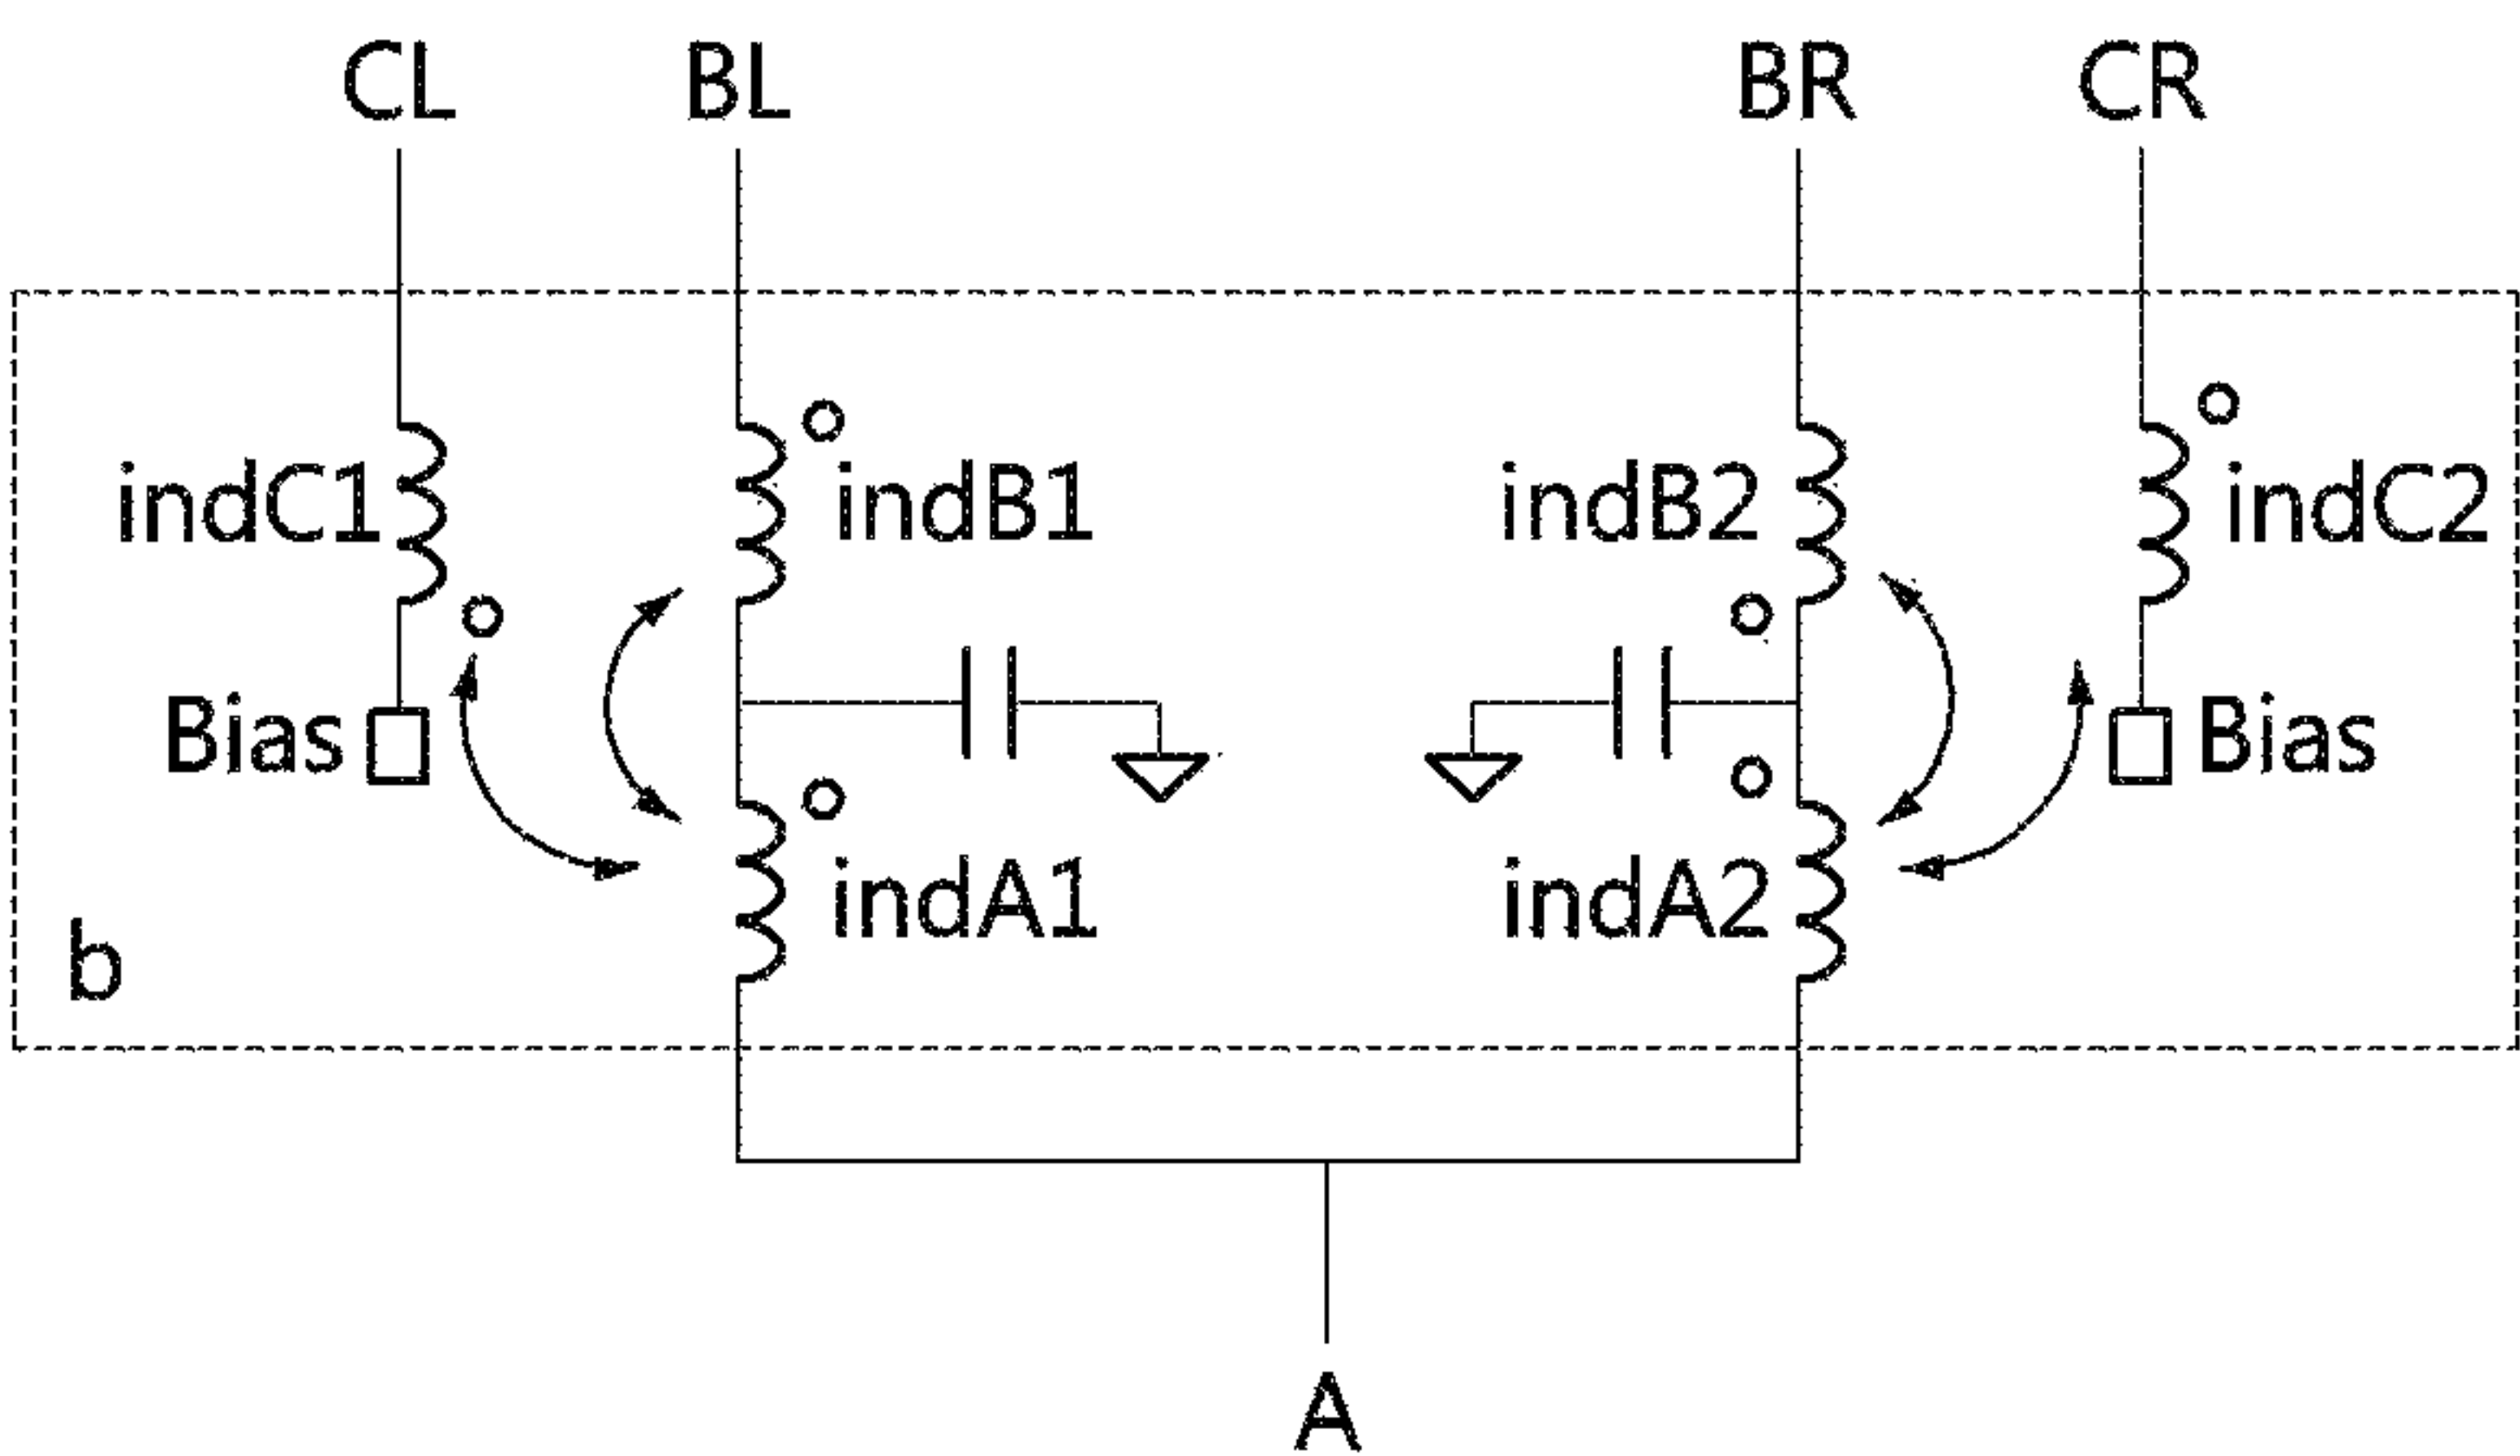 CL BL BR CR
indC1 indB1 indB2 indC2
Bias Bias
indA1 indA2
b
A